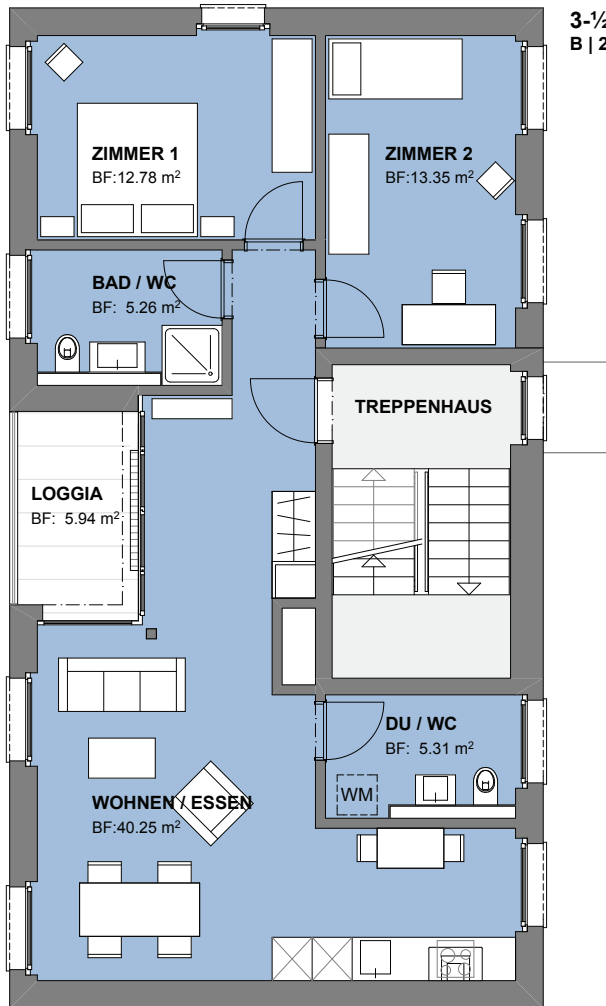 3-½
B | 2
ZIMMER 1
BF:12.78 m²
ZIMMER 2
BF:13.35 m²
BAD / WC
BF: 5.26 m²
TREPPENHAUS
LOGGIA
BF: 5.94 m²
DU / WC
BF: 5.31 m²
WM
WOHNEN / ESSEN
BF:40.25 m²